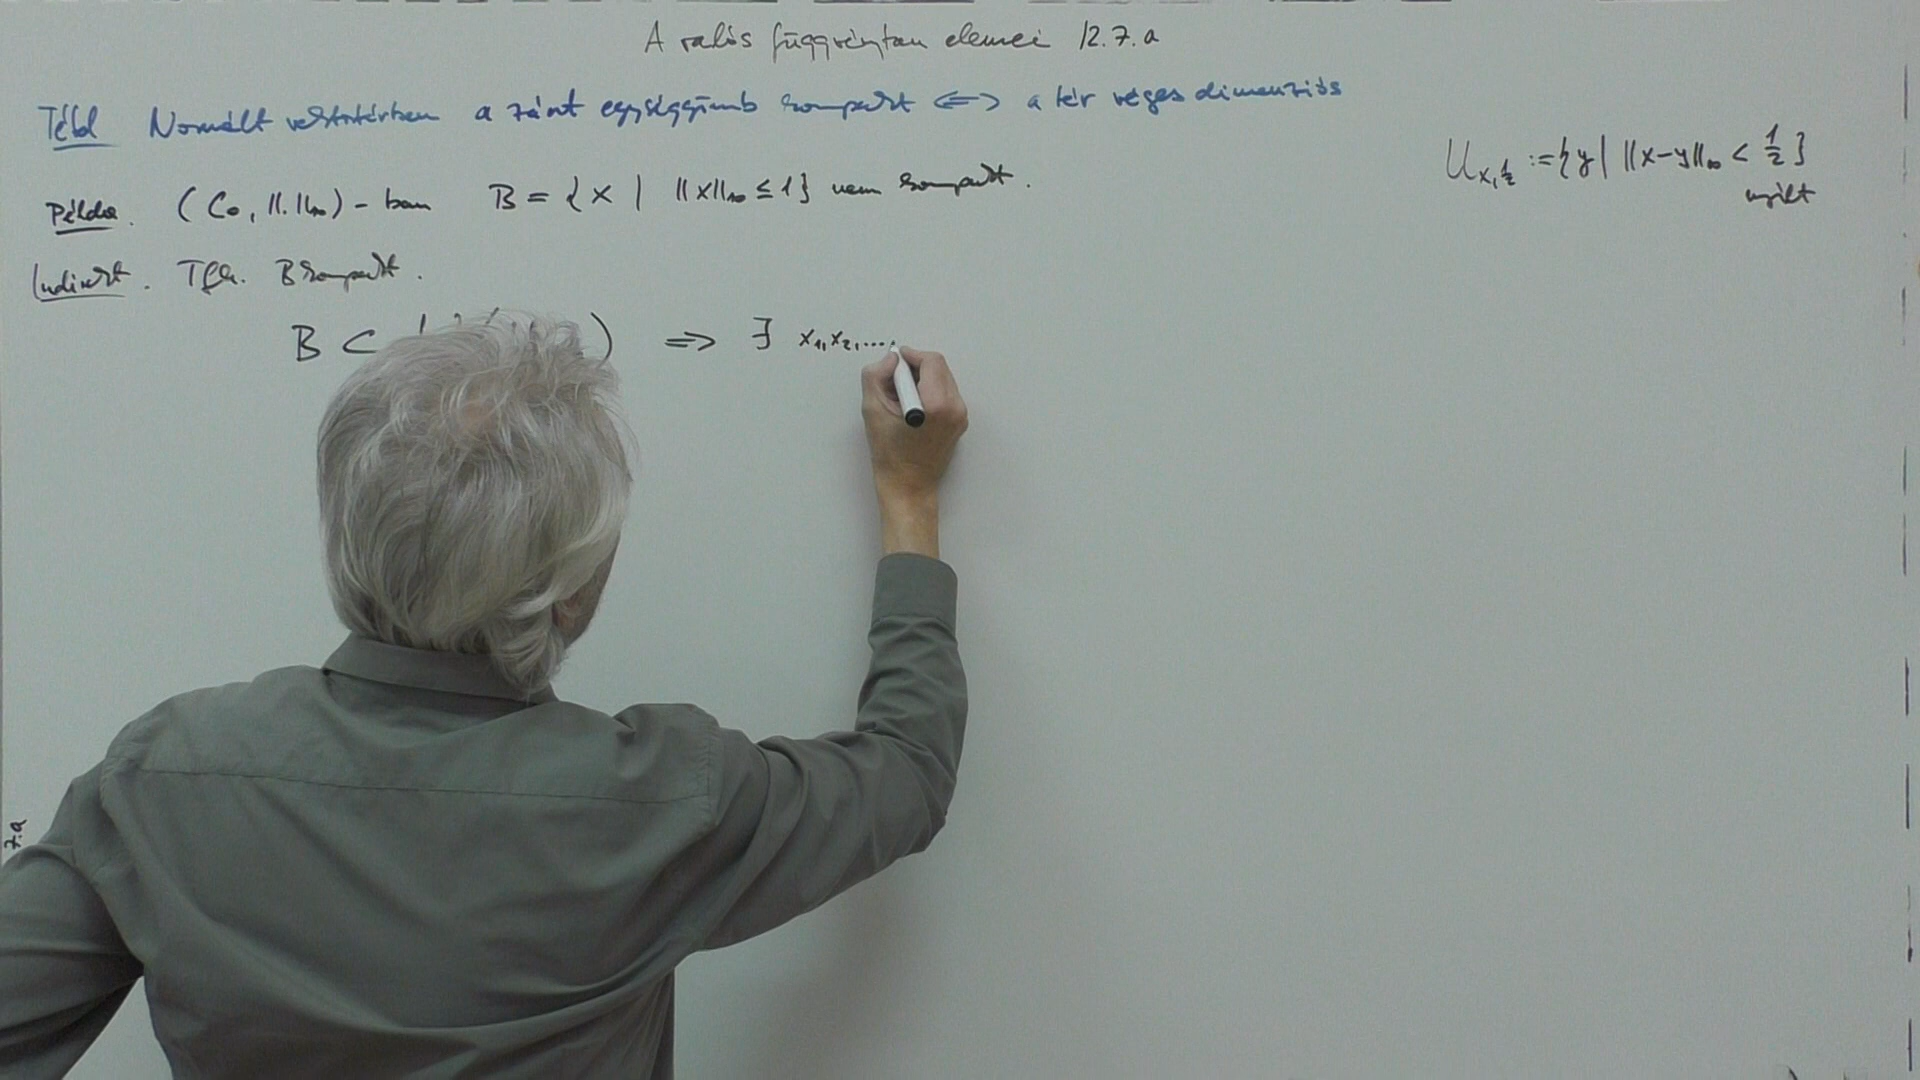 A valós függvénytan elemei 12.7.a
Tétel Normált vektortérben a zárt egységgömb kompakt <=> a tér véges dimenziós
Példa. (C₀, ||.||∞) - ban B = { x | ||x||∞ ≤ 1 } nem kompakt.
U_{x,½} := { y | ||x-y||∞ < ½ }
nyílt
Indirekt. Tfh. B kompakt.
B ⊂ ) => ∃ x₁, x₂, ....
7.a